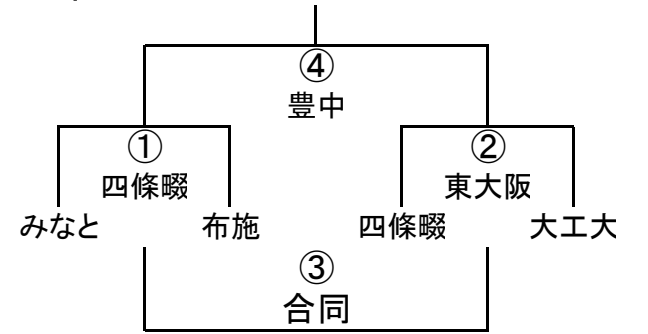 ④
豊中
① ②
四條畷 東大阪
みなと 布施 四條畷 大工大
③
合同